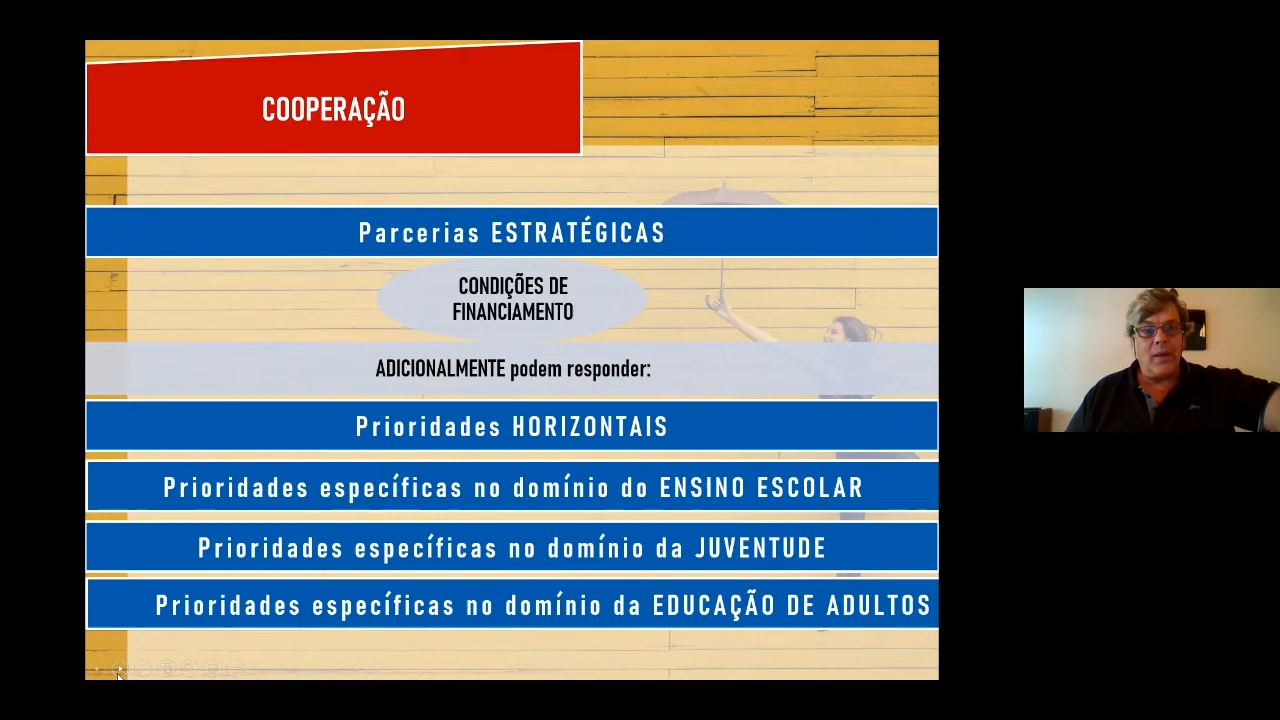 COOPERAÇÃO
Parcerias ESTRATÉGICAS
CONDIÇÕES DE
FINANCIAMENTO
ADICIONALMENTE podem responder:
Prioridades HORIZONTAIS
Prioridades específicas no domínio do ENSINO ESCOLAR
Prioridades específicas no domínio da JUVENTUDE
Prioridades específicas no domínio da EDUCAÇÃO DE ADULTOS